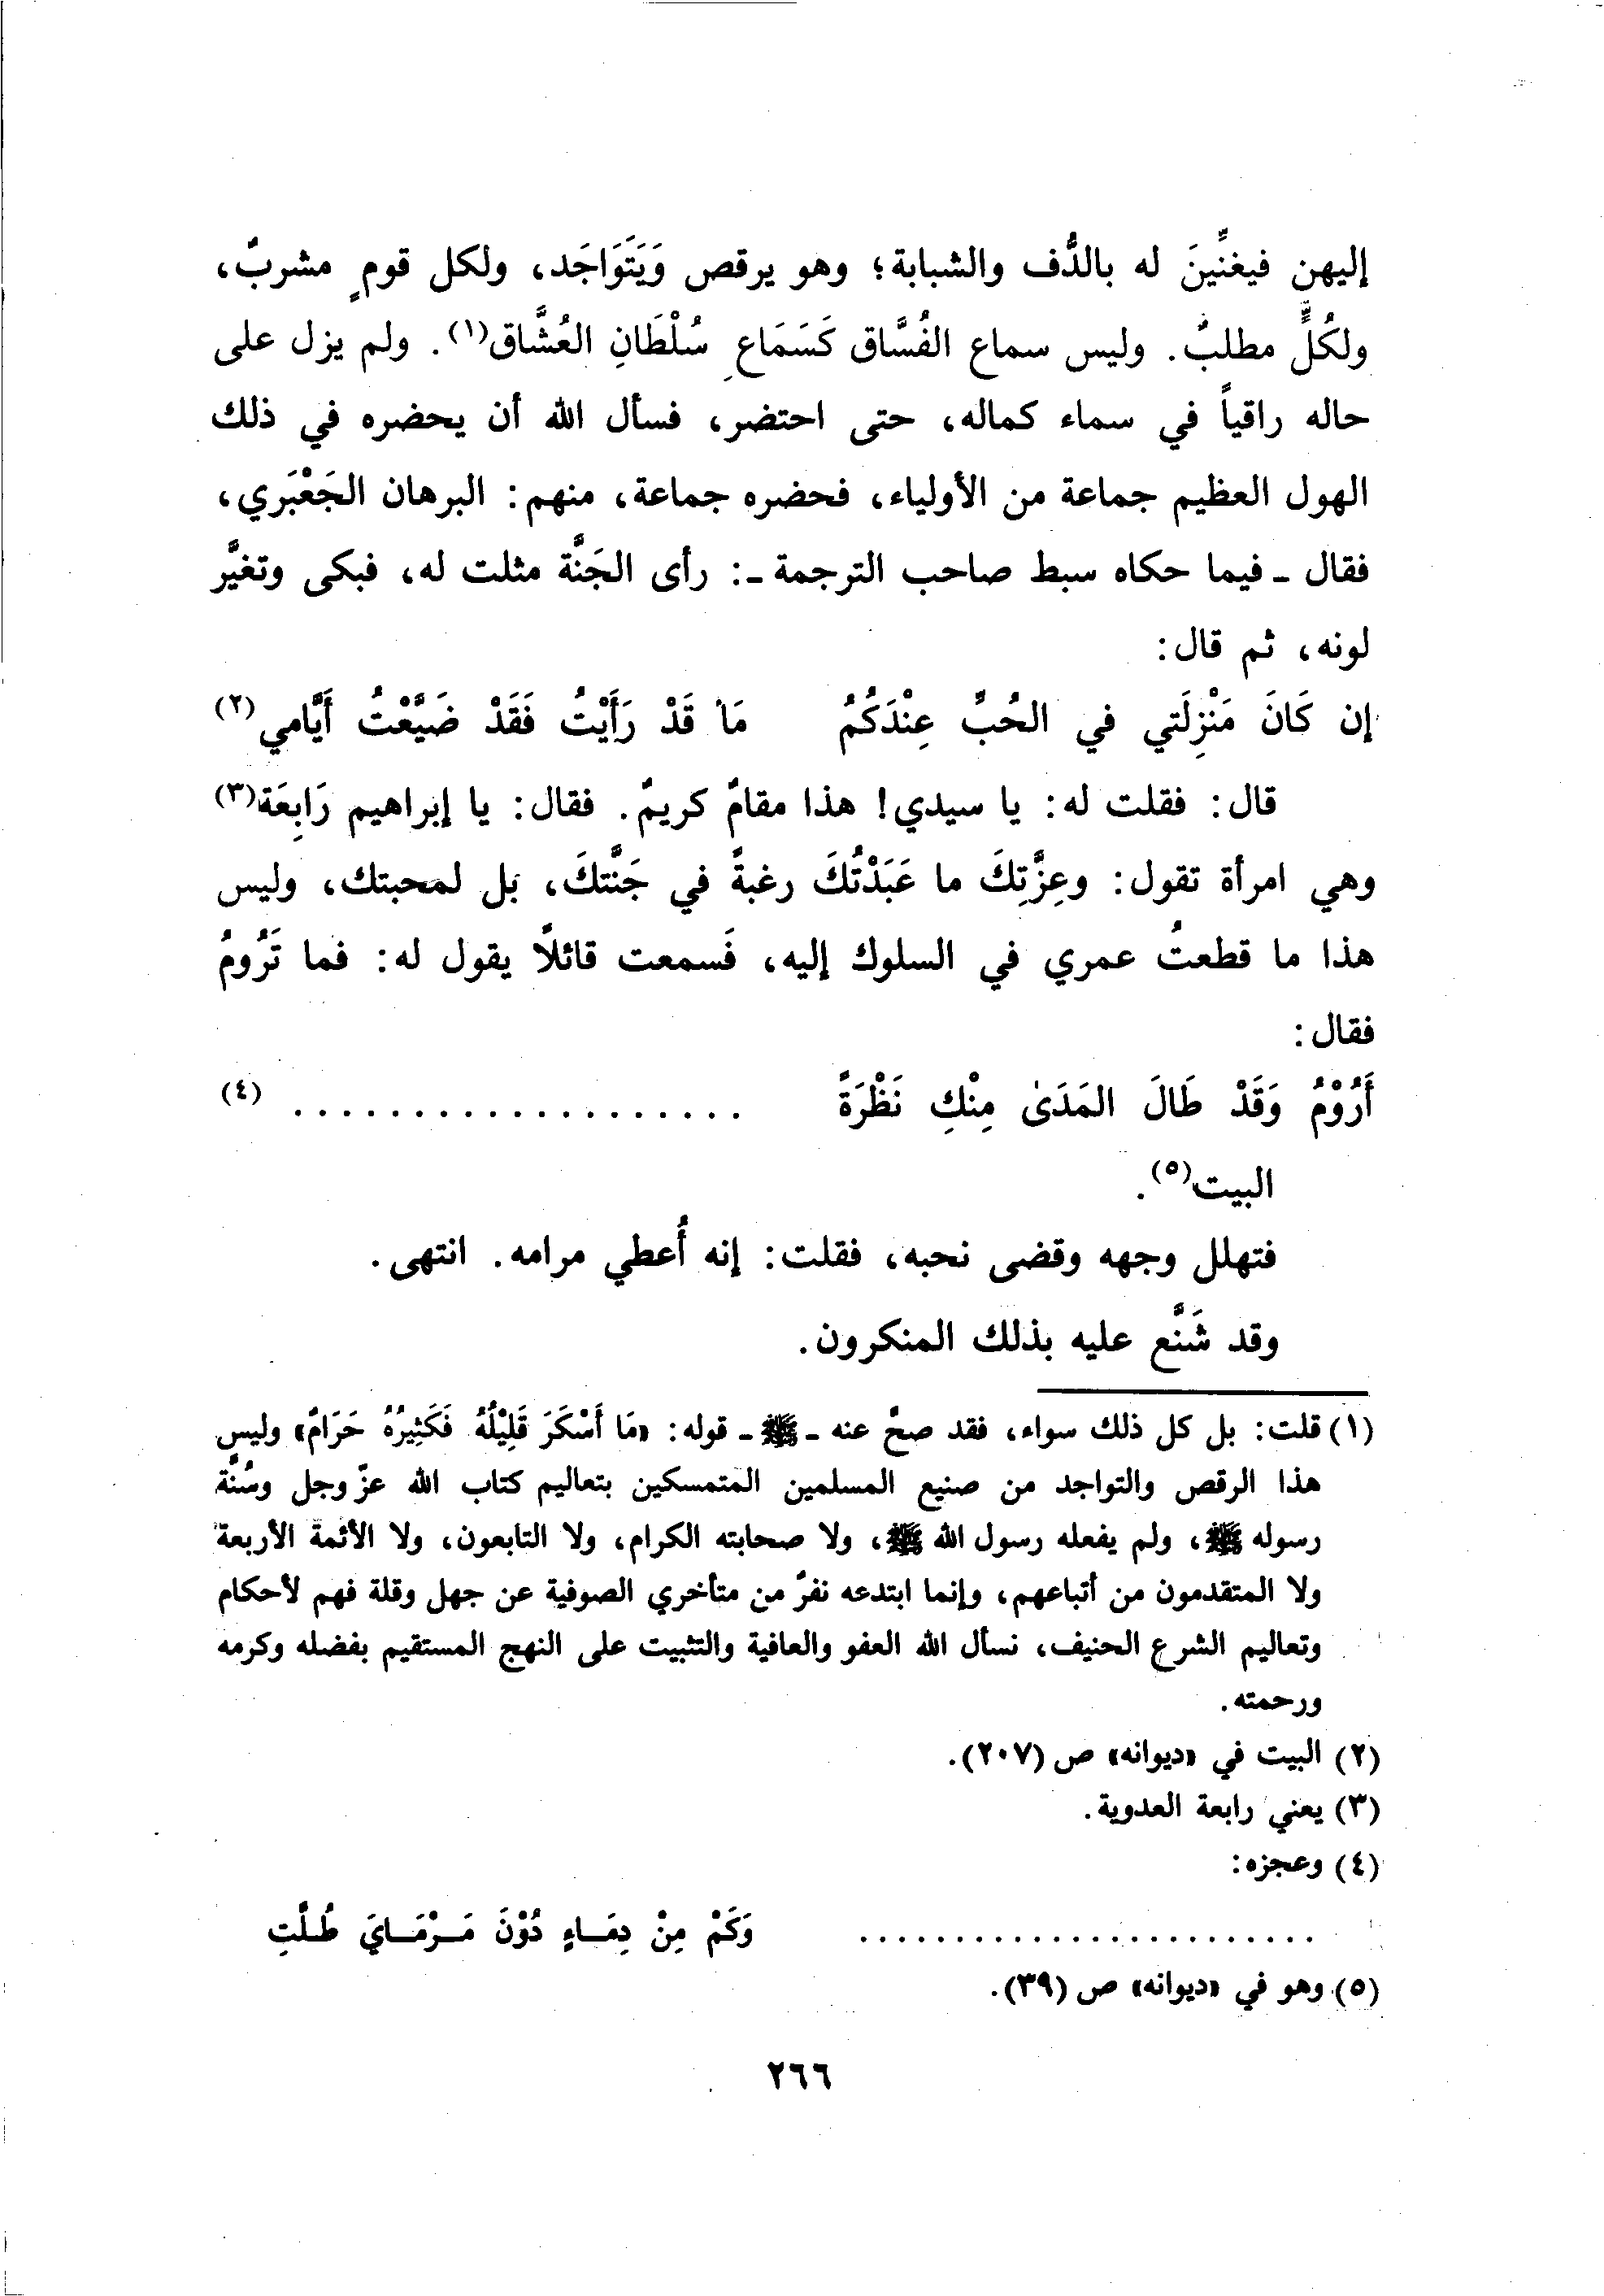 إليهن فيغنِّينَ له بالدُّف والشبابة؛ وهو يرقص وَيَتَوَاجَد، ولكل قومٍ مشربٌ،
ولكُلٍّ مطلبٌ. وليس سماع الفُسَّاق كَسَمَاعِ سُلْطَانِ العُشَّاق(١). ولم يزل على
حاله راقياً في سماء كماله، حتى احتضر، فسأل الله أن يحضره في ذلك
الهول العظيم جماعة من الأولياء، فحضره جماعة، منهم: البرهان الجَعْبَري،
فقال ـ فيما حكاه سبط صاحب الترجمة ـ: رأى الجَنَّة مثلت له، فبكى وتغيَّر
لونه، ثم قال:
إن كَانَ مَنْزِلَتي في الحُبِّ عِنْدَكُمُ مَا قَدْ رَأَيْتُ فَقَدْ ضَيَّعْتُ أَيَّامي(٢)
قال: فقلت له: يا سيدي! هذا مقامٌ كريمٌ. فقال: يا إبراهيم رَابِعَة(٣)
وهي امرأة تقول: وعِزَّتِكَ ما عَبَدْتُكَ رغبةً في جَنَّتكَ، بل لمحبتك، وليس
هذا ما قطعتُ عمري في السلوك إليه، فَسمعت قائلًا يقول له: فما تَرُومُ
فقال:
أَرُوْمُ وَقَدْ طَالَ المَدَىٰ مِنْكِ نَظْرَةً . . . . . . . . . . . . . . . . . . . (٤)
البيت(٥).
فتهلل وجهه وقضى نحبه، فقلت: إنه أُعطي مرامه. انتهى.
وقد شَنَّع عليه بذلك المنكرون.
(١) قلت: بل كل ذلك سواء، فقد صحَّ عنه ـ ﷺ ـ قوله: «مَا أَسْكَرَ قَلِيْلُهُ فَكَثِيرُهُ حَرَامٌ» وليس
هذا الرقص والتواجد من صنيع المسلمين المتمسكين بتعاليم كتاب الله عزّ وجل وسُنَّة
رسوله ﷺ، ولم يفعله رسول الله ﷺ، ولا صحابته الكرام، ولا التابعون، ولا الأئمة الأربعة
ولا المتقدمون من أتباعهم، وإنما ابتدعه نفرٌ من متأخري الصوفية عن جهل وقلة فهم لأحكام
وتعاليم الشرع الحنيف، نسأل الله العفو والعافية والتثبيت على النهج المستقيم بفضله وكرمه
ورحمته.
(٢) البيت في «ديوانه» ص (٢٠٧).
(٣) يعني رابعة العدوية.
(٤) وعجزه:
. . . . . . . . . . . . . . . . . . . . . . . . وَكَمْ مِنْ دِمَـاءٍ دُوْنَ مَـرْمَـايَ طُـلَّتِ
(٥) وهو في «ديوانه» ص (٣٩).
٢٦٦